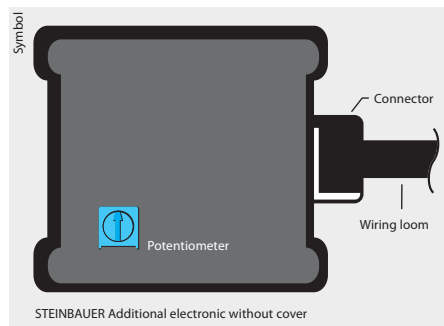 Symbol
Connector
Wiring loom
Potentiometer
STEINBAUER Additional electronic without cover